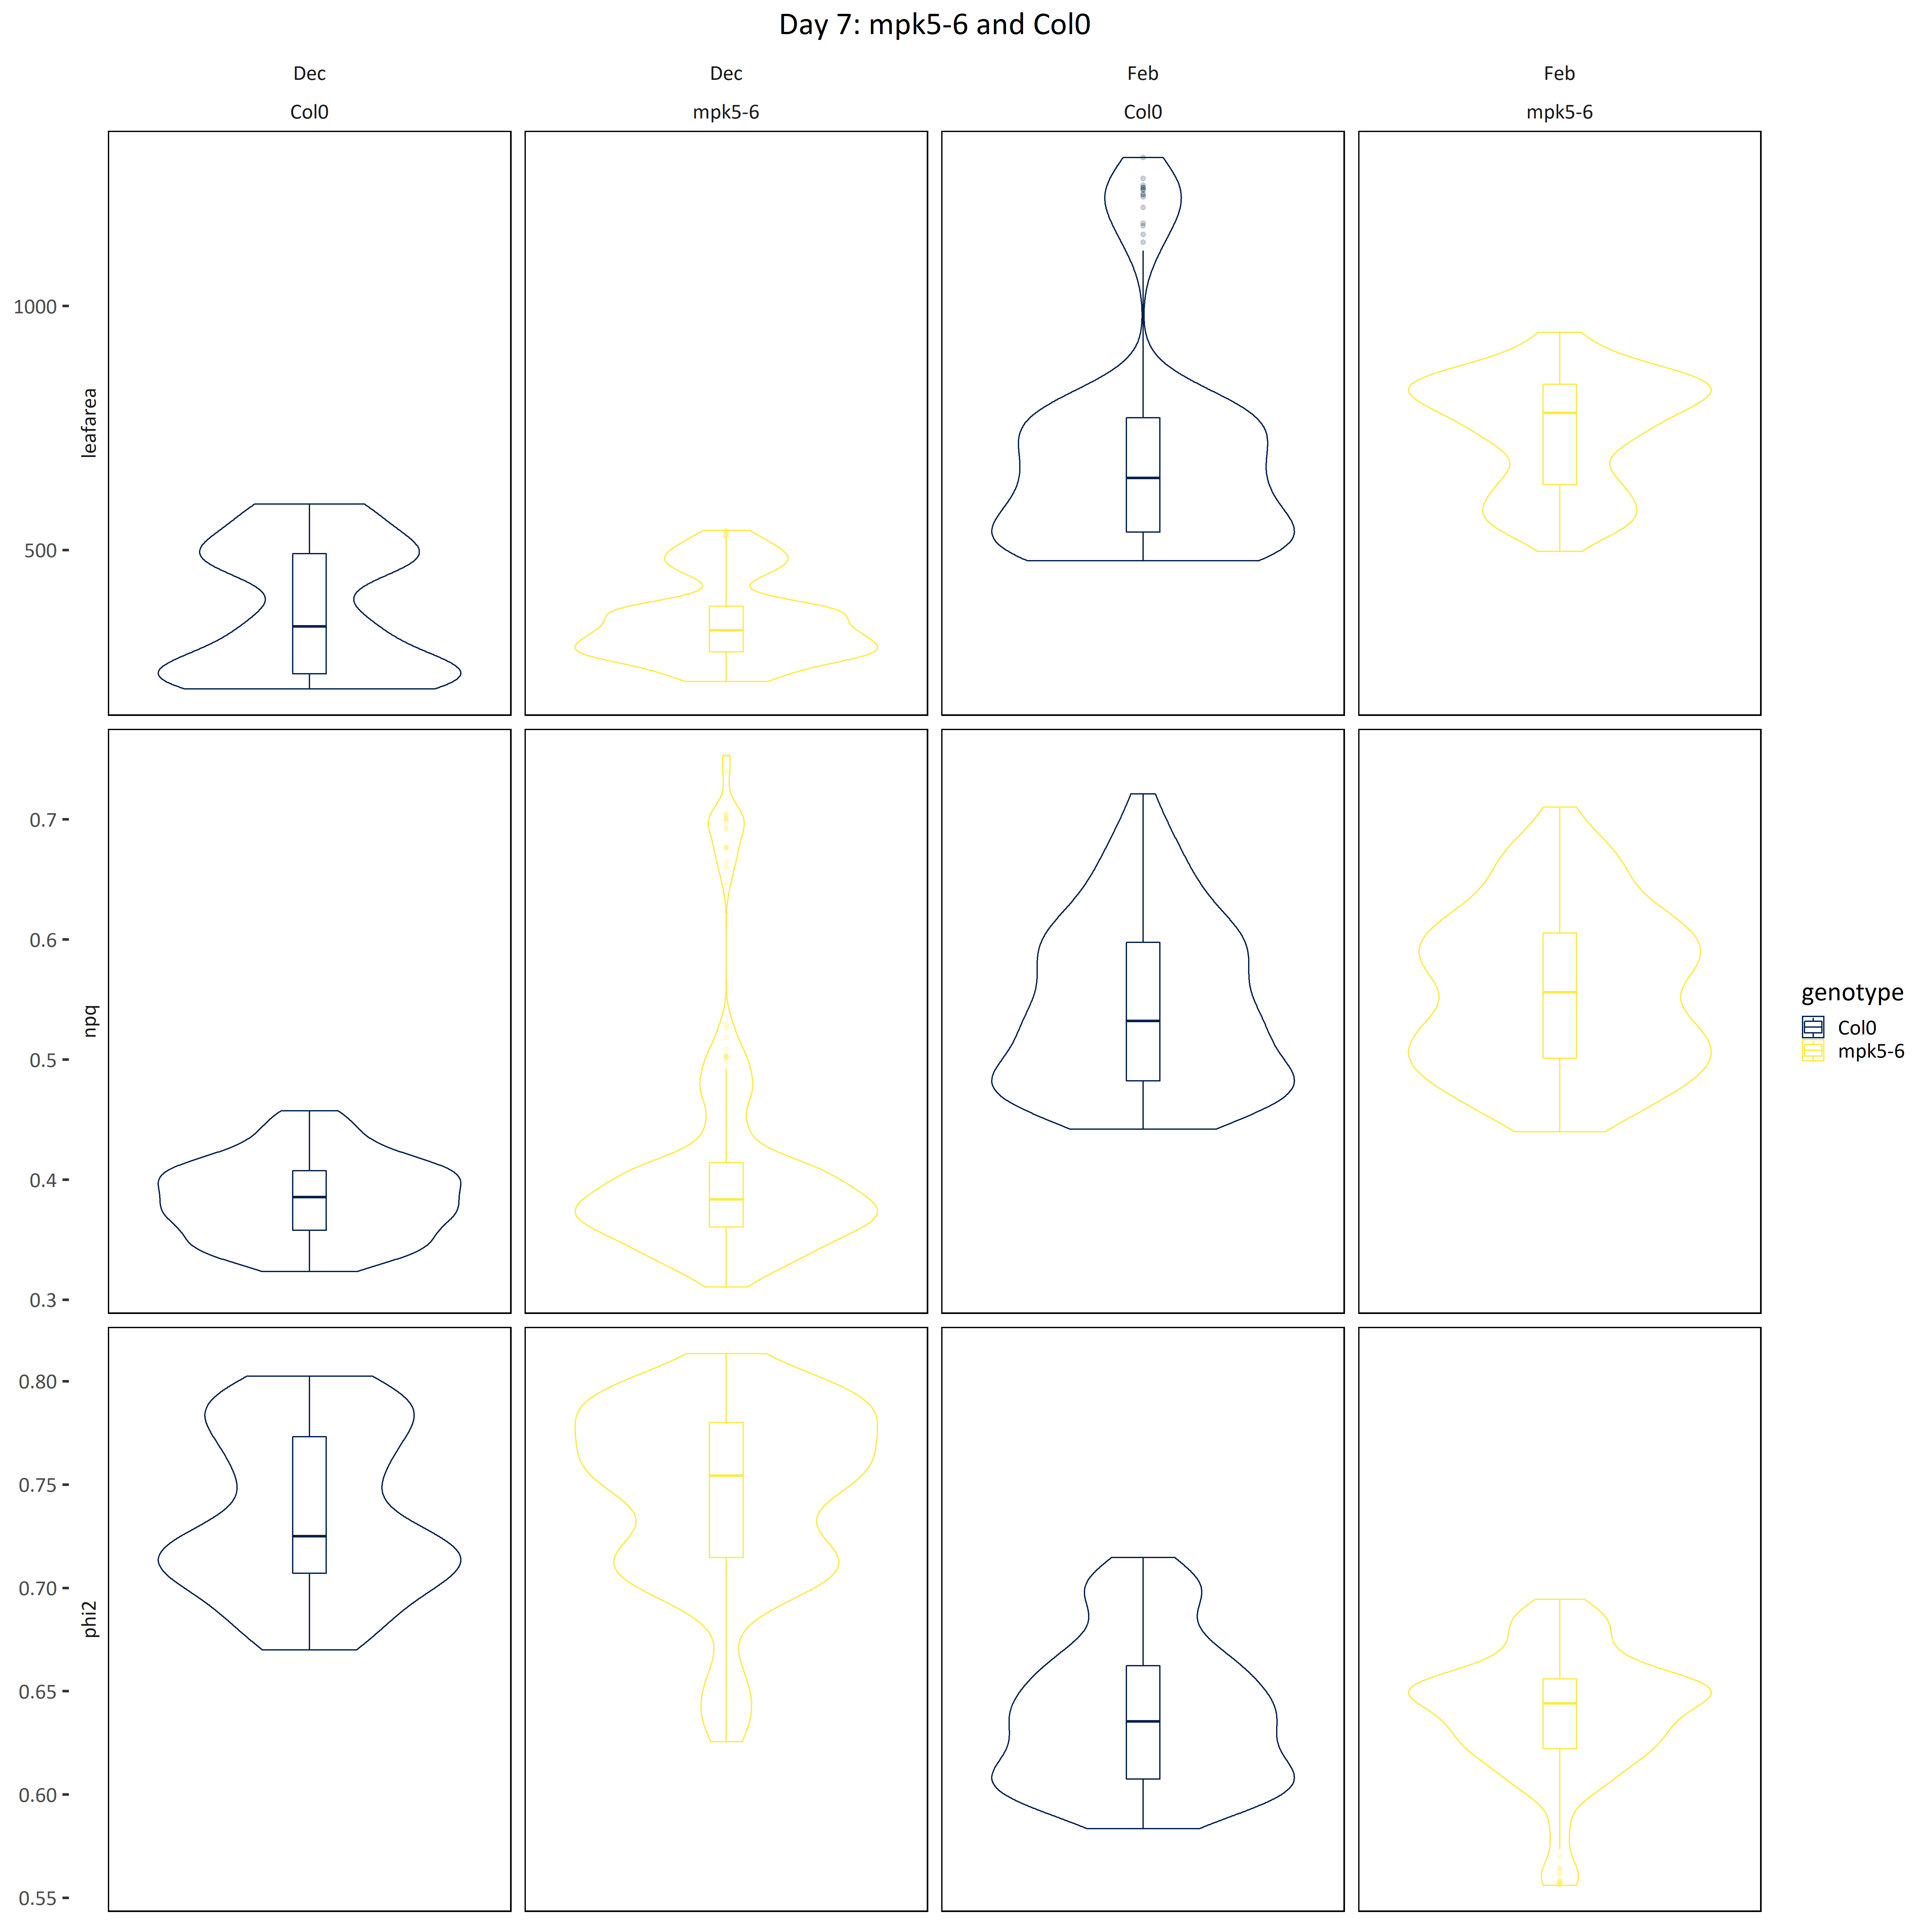 Day 7: mpk5-6 and Col0
Dec Dec Feb Feb
Col0 mpk5-6 Col0 mpk5-6
leafarea
1000
500
npq
0.7
0.6
0.5
0.4
0.3
phi2
0.80
0.75
0.70
0.65
0.60
0.55
genotype
Col0
mpk5-6